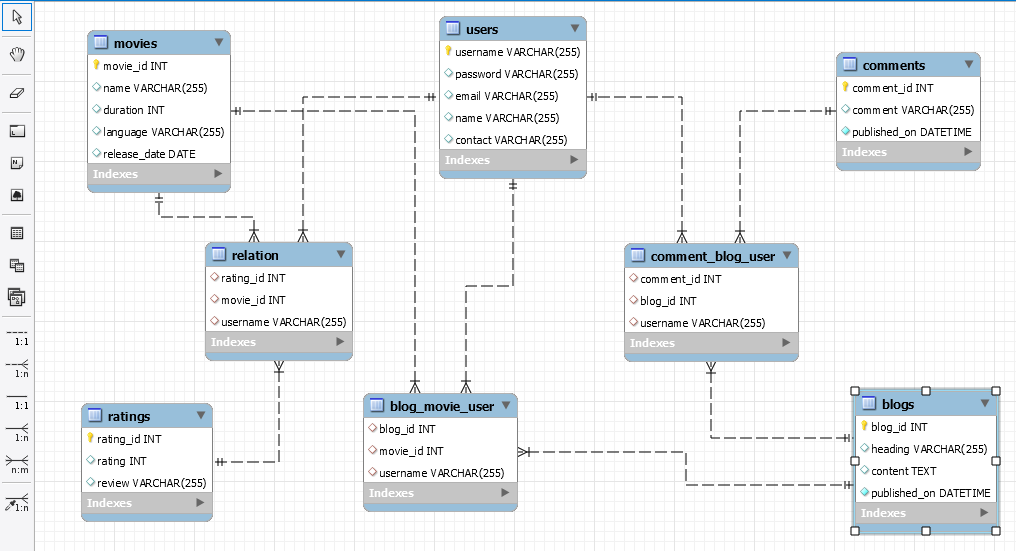 movies
movie_id INT
name VARCHAR(255)
duration INT
language VARCHAR(255)
release_date DATE
Indexes
users
username VARCHAR(255)
password VARCHAR(255)
email VARCHAR(255)
name VARCHAR(255)
contact VARCHAR(255)
Indexes
comments
comment_id INT
comment VARCHAR(255)
published_on DATETIME
Indexes
relation
rating_id INT
movie_id INT
username VARCHAR(255)
Indexes
comment_blog_user
comment_id INT
blog_id INT
username VARCHAR(255)
Indexes
ratings
rating_id INT
rating INT
review VARCHAR(255)
Indexes
blog_movie_user
blog_id INT
movie_id INT
username VARCHAR(255)
Indexes
blogs
blog_id INT
heading VARCHAR(255)
content TEXT
published_on DATETIME
Indexes
1:1
1:n
1:1
1:n
n:m
1:n